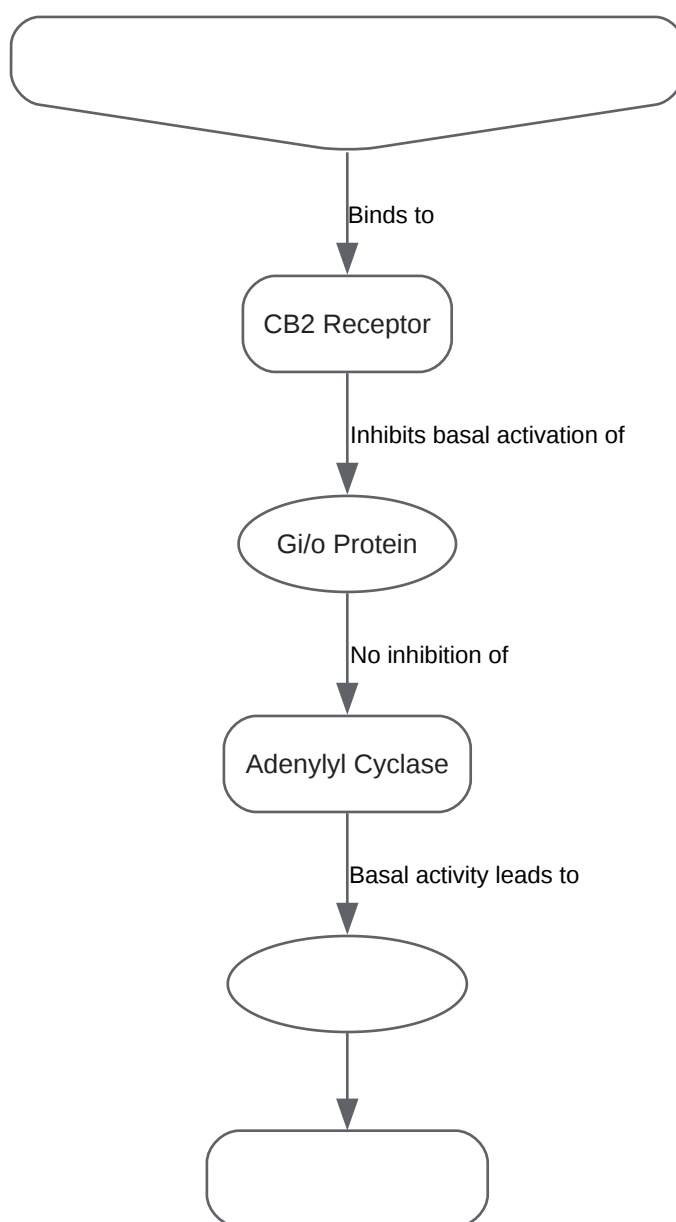 Binds to
CB2 Receptor
Inhibits basal activation of
Gi/o Protein
No inhibition of
Adenylyl Cyclase
Basal activity leads to